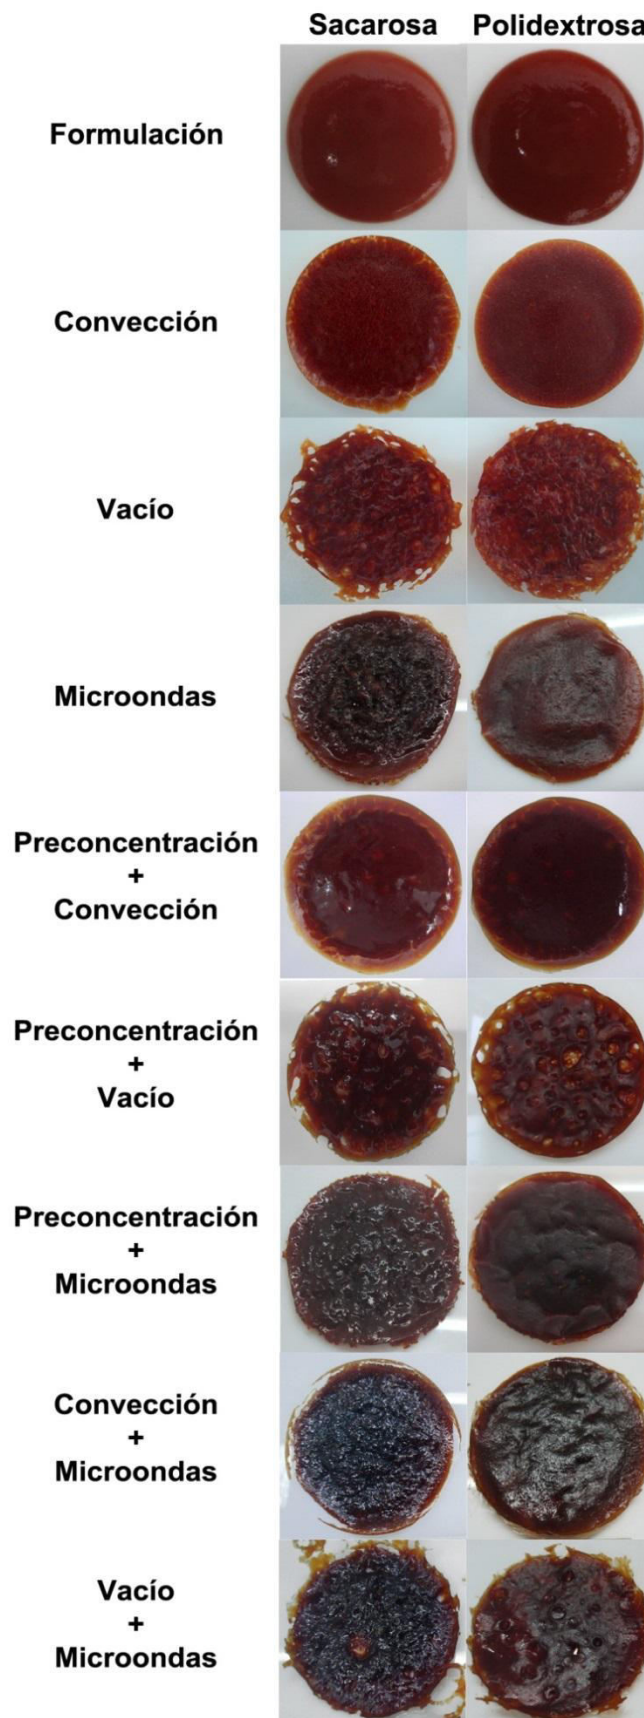 Sacarosa Polidextrosa
Formulación
Convección
Vacío
Microondas
Preconcentración
+
Convección
Preconcentración
+
Vacío
Preconcentración
+
Microondas
Convección
+
Microondas
Vacío
+
Microondas